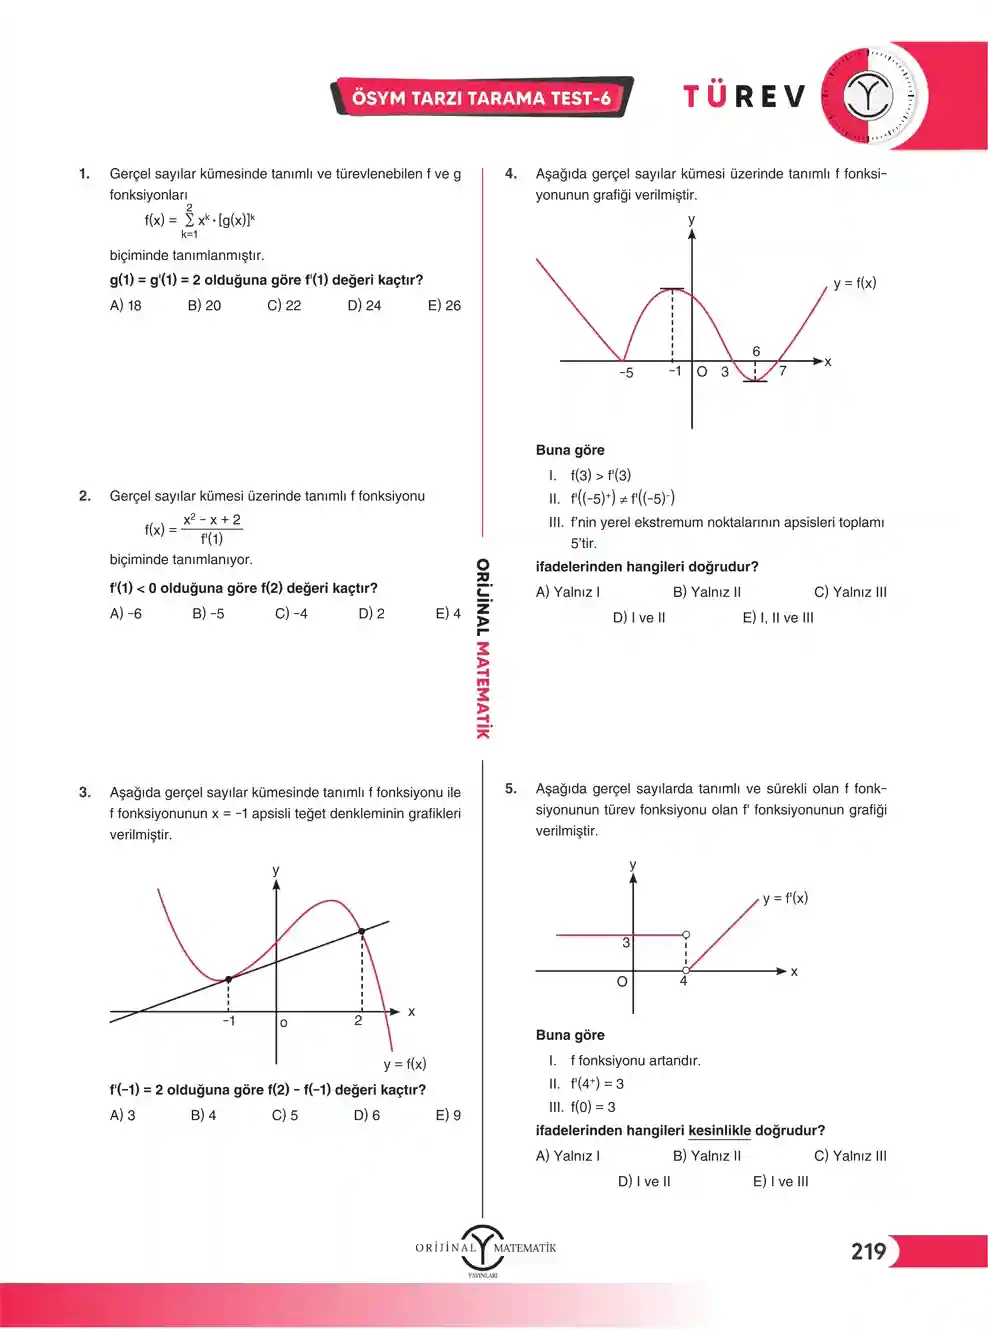 ÖSYM TARZI TARAMA TEST-6
TÜREV
1. Gerçel sayılar kümesinde tanımlı ve türevlenebilen f ve g
fonksiyonları
f(x) = 2 Σ k=1 xᵏ · [g(x)]ᵏ
biçiminde tanımlanmıştır.
g(1) = g'(1) = 2 olduğuna göre f'(1) değeri kaçtır?
A) 18 B) 20 C) 22 D) 24 E) 26
2. Gerçel sayılar kümesi üzerinde tanımlı f fonksiyonu
f(x) = (x² − x + 2) / f'(1)
biçiminde tanımlanıyor.
f'(1) < 0 olduğuna göre f(2) değeri kaçtır?
A) −6 B) −5 C) −4 D) 2 E) 4
3. Aşağıda gerçel sayılar kümesinde tanımlı f fonksiyonu ile
f fonksiyonunun x = −1 apsisli teğet denkleminin grafikleri
verilmiştir.
y
x
−1 o 2
y = f(x)
f'(−1) = 2 olduğuna göre f(2) − f(−1) değeri kaçtır?
A) 3 B) 4 C) 5 D) 6 E) 9
ORİJİNAL MATEMATİK
4. Aşağıda gerçel sayılar kümesi üzerinde tanımlı f fonksi-
yonunun grafiği verilmiştir.
y
y = f(x)
6
x
−5 −1 O 3 7
Buna göre
I. f(3) > f'(3)
II. f'((−5)⁺) ≠ f'((−5)⁻)
III. f'nin yerel ekstremum noktalarının apsisleri toplamı
5'tir.
ifadelerinden hangileri doğrudur?
A) Yalnız I B) Yalnız II C) Yalnız III
D) I ve II E) I, II ve III
5. Aşağıda gerçel sayılarda tanımlı ve sürekli olan f fonk-
siyonunun türev fonksiyonu olan f' fonksiyonunun grafiği
verilmiştir.
y
y = f'(x)
3
x
O 4
Buna göre
I. f fonksiyonu artandır.
II. f'(4⁺) = 3
III. f(0) = 3
ifadelerinden hangileri kesinlikle doğrudur?
A) Yalnız I B) Yalnız II C) Yalnız III
D) I ve II E) I ve III
ORİJİNAL MATEMATİK
YAYINLARI
219